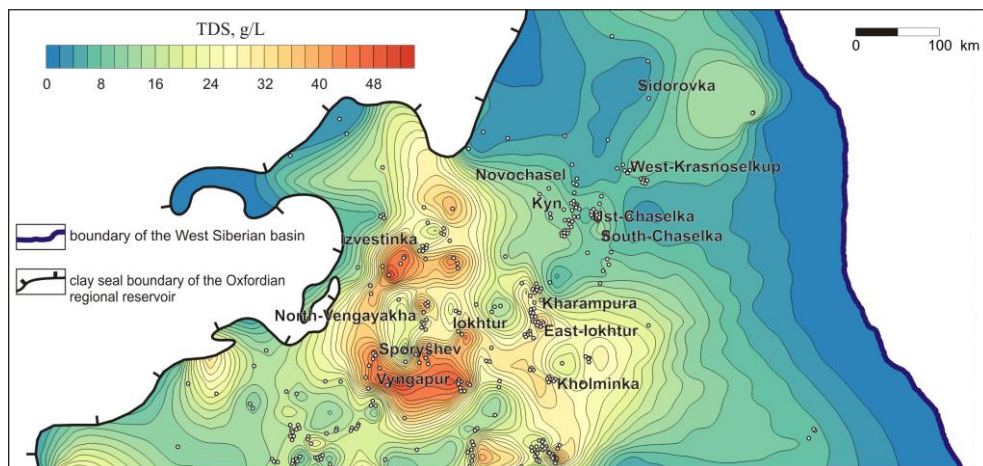 TDS, g/L
0 8 16 24 32 40 48
0 100 km
Sidorovka
Novochasel
West-Krasnoselkup
Kyn
Ust-Chaselka
South-Chaselka
boundary of the West Siberian basin
Izvestinka
clay seal boundary of the Oxfordian
regional reservoir
Kharampura
North-Vengayakha
Iokhtur
East-Iokhtur
Sporyshev
Vyngapur
Kholminka